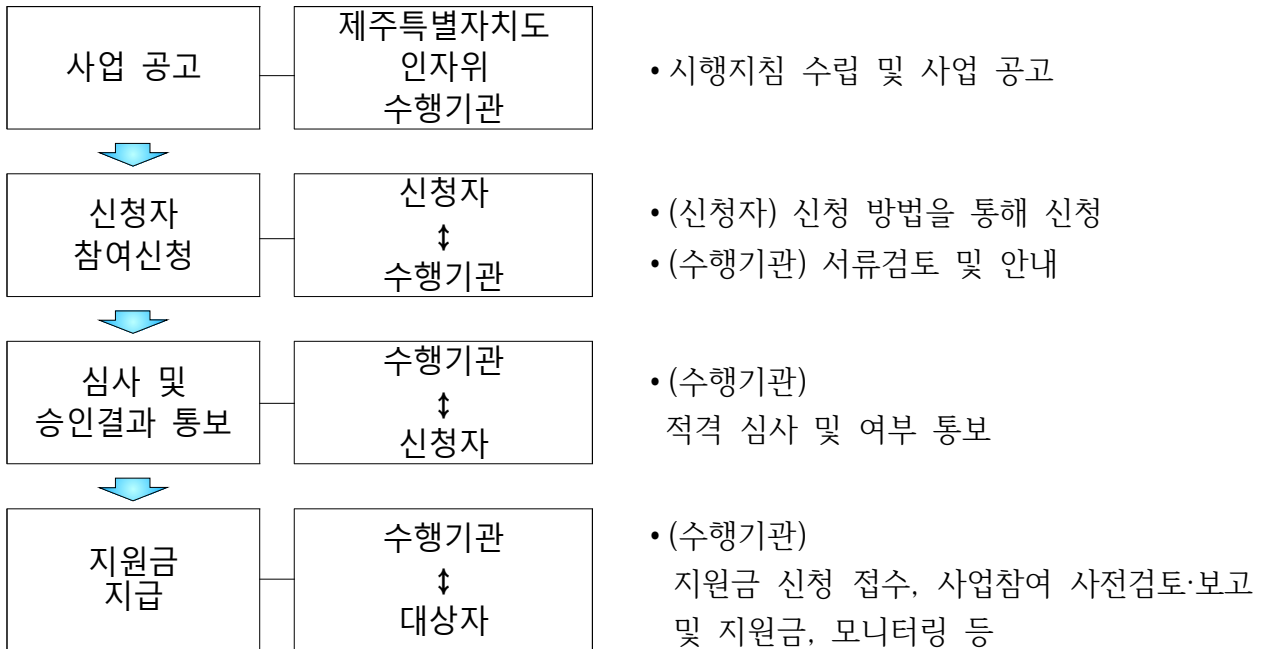 사업 공고
제주특별자치도
인자위
수행기관
• 시행지침 수립 및 사업 공고
신청자
참여신청
신청자
↕
수행기관
• (신청자) 신청 방법을 통해 신청
• (수행기관) 서류검토 및 안내
심사 및
승인결과 통보
수행기관
↕
신청자
• (수행기관)
적격 심사 및 여부 통보
지원금
지급
수행기관
↕
대상자
• (수행기관)
지원금 신청 접수, 사업참여 사전검토·보고
및 지원금, 모니터링 등